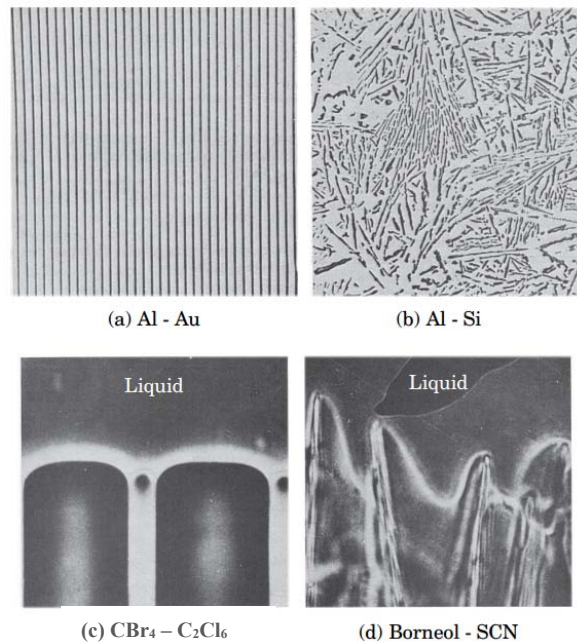 (a) Al - Au
(b) Al - Si
Liquid
Liquid
(c) CBr₄ – C₂Cl₆
(d) Borneol - SCN